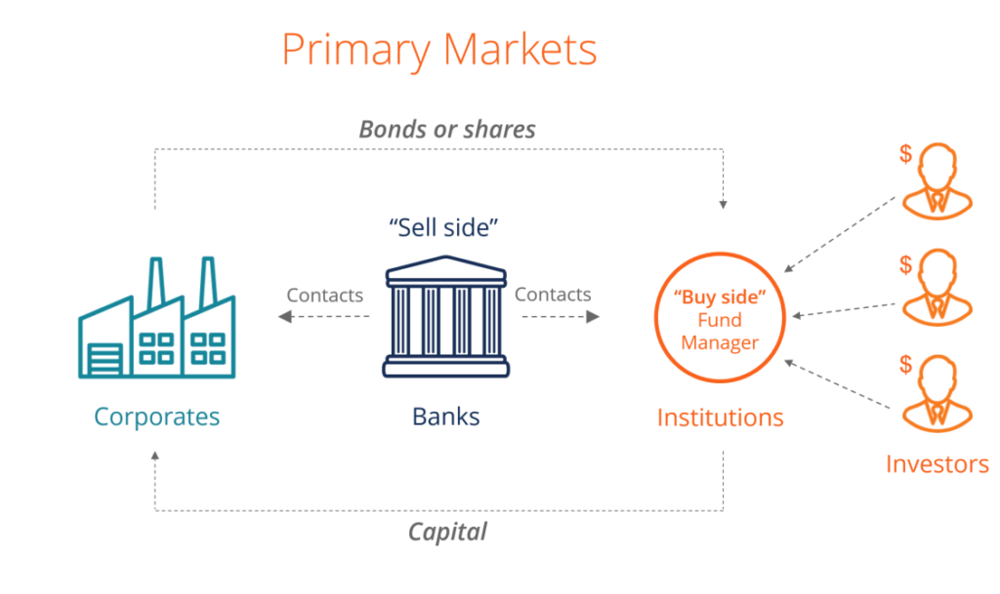 Primary Markets
Bonds or shares
“Sell side”
Contacts
Contacts
“Buy side”
Fund
Manager
$
$
$
Corporates
Banks
Institutions
Investors
Capital